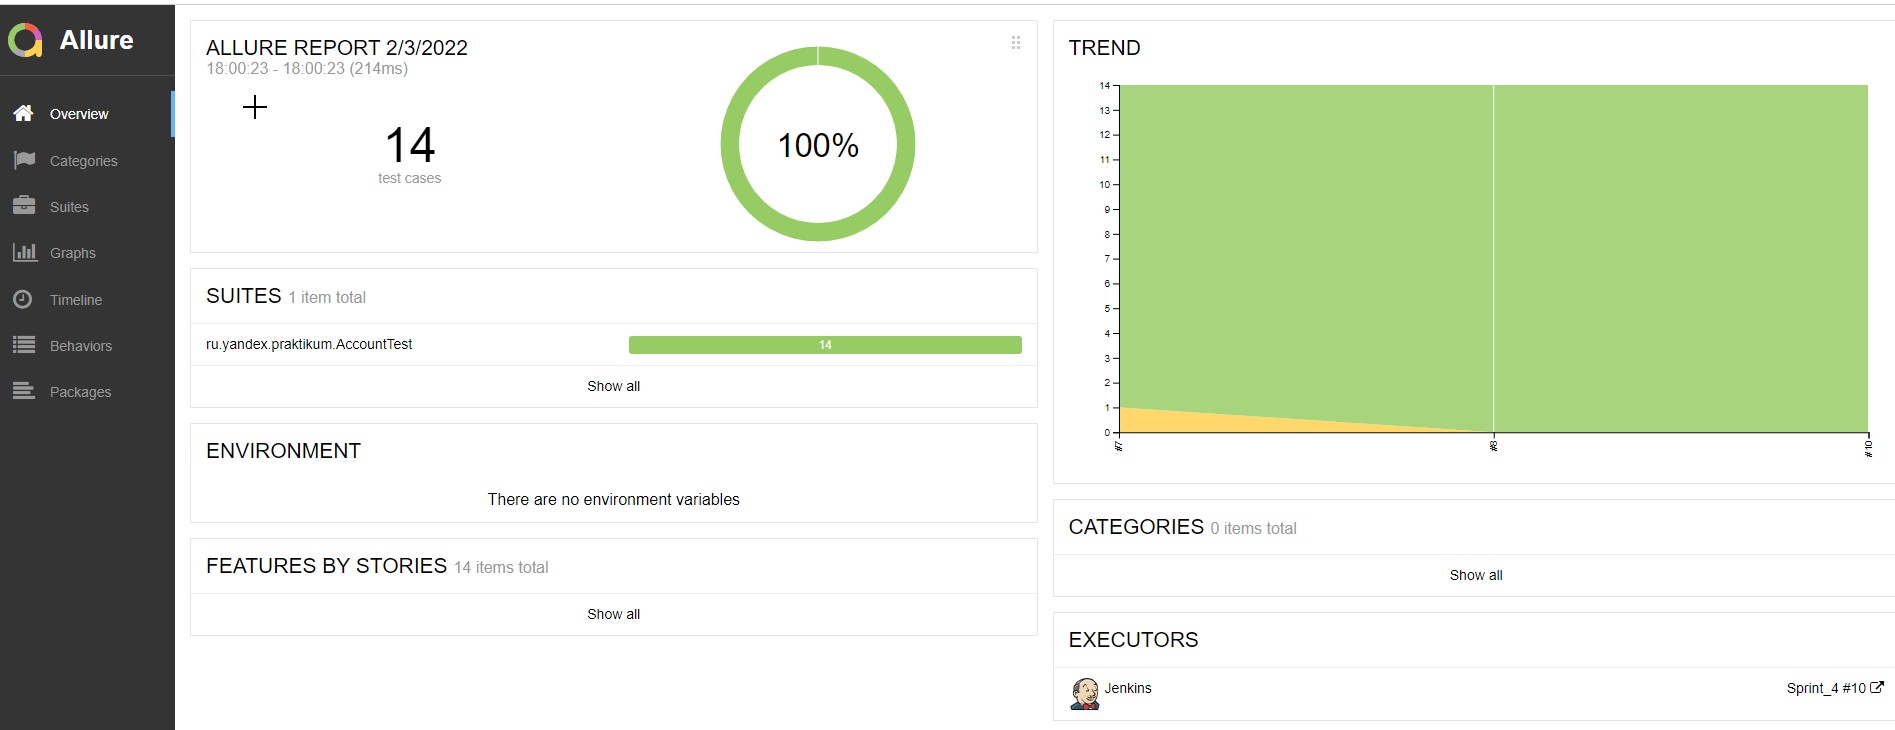 Allure
Overview
Categories
Suites
Graphs
Timeline
Behaviors
Packages
ALLURE REPORT 2/3/2022
18:00:23 - 18:00:23 (214ms)
14
test cases
100%
SUITES 1 item total
ru.yandex.praktikum.AccountTest 14
Show all
ENVIRONMENT
There are no environment variables
FEATURES BY STORIES 14 items total
Show all
TREND
14
13
12
11
10
9
8
7
6
5
4
3
2
1
0
#7 #8 #10
CATEGORIES 0 items total
Show all
EXECUTORS
Jenkins Sprint_4 #10